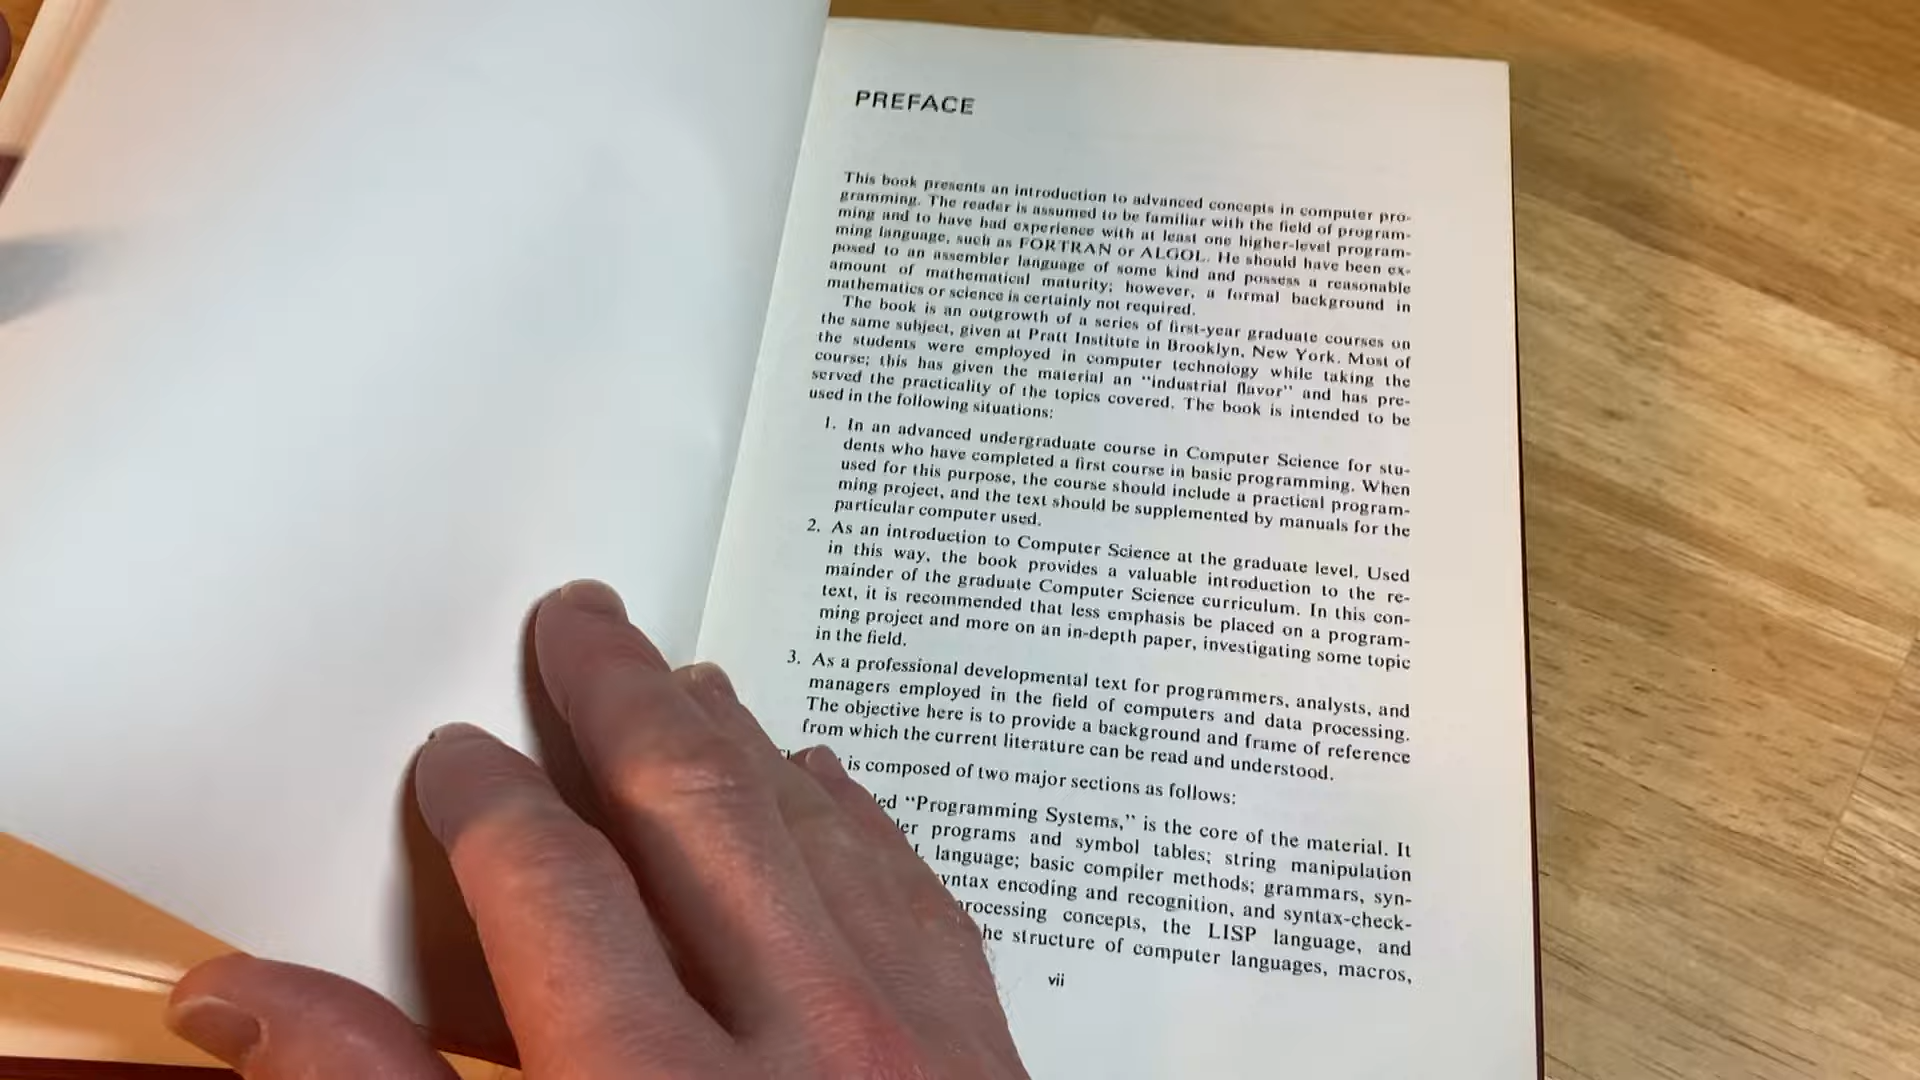 PREFACE
This book presents an introduction to advanced concepts in computer pro-
gramming. The reader is assumed to be familiar with the field of program-
ming and to have had experience with at least one higher-level program-
ming language, such as FORTRAN or ALGOL. He should have been ex-
posed to an assembler language of some kind and possess a reasonable
amount of mathematical maturity; however, a formal background in
mathematics or science is certainly not required.
The book is an outgrowth of a series of first-year graduate courses on
the same subject, given at Pratt Institute in Brooklyn, New York. Most of
the students were employed in computer technology while taking the
course; this has given the material an "industrial flavor" and has pre-
served the practicality of the topics covered. The book is intended to be
used in the following situations:
1. In an advanced undergraduate course in Computer Science for stu-
dents who have completed a first course in basic programming. When
used for this purpose, the course should include a practical program-
ming project, and the text should be supplemented by manuals for the
particular computer used.
2. As an introduction to Computer Science at the graduate level. Used
in this way, the book provides a valuable introduction to the re-
mainder of the graduate Computer Science curriculum. In this con-
text, it is recommended that less emphasis be placed on a program-
ming project and more on an in-depth paper, investigating some topic
in the field.
3. As a professional developmental text for programmers, analysts, and
managers employed in the field of computers and data processing.
The objective here is to provide a background and frame of reference
from which the current literature can be read and understood.
is composed of two major sections as follows:
"Programming Systems," is the core of the material. It
programs and symbol tables; string manipulation
language; basic compiler methods; grammars, syn-
encoding and recognition, and syntax-check-
concepts, the LISP language, and
structure of computer languages, macros,
vii